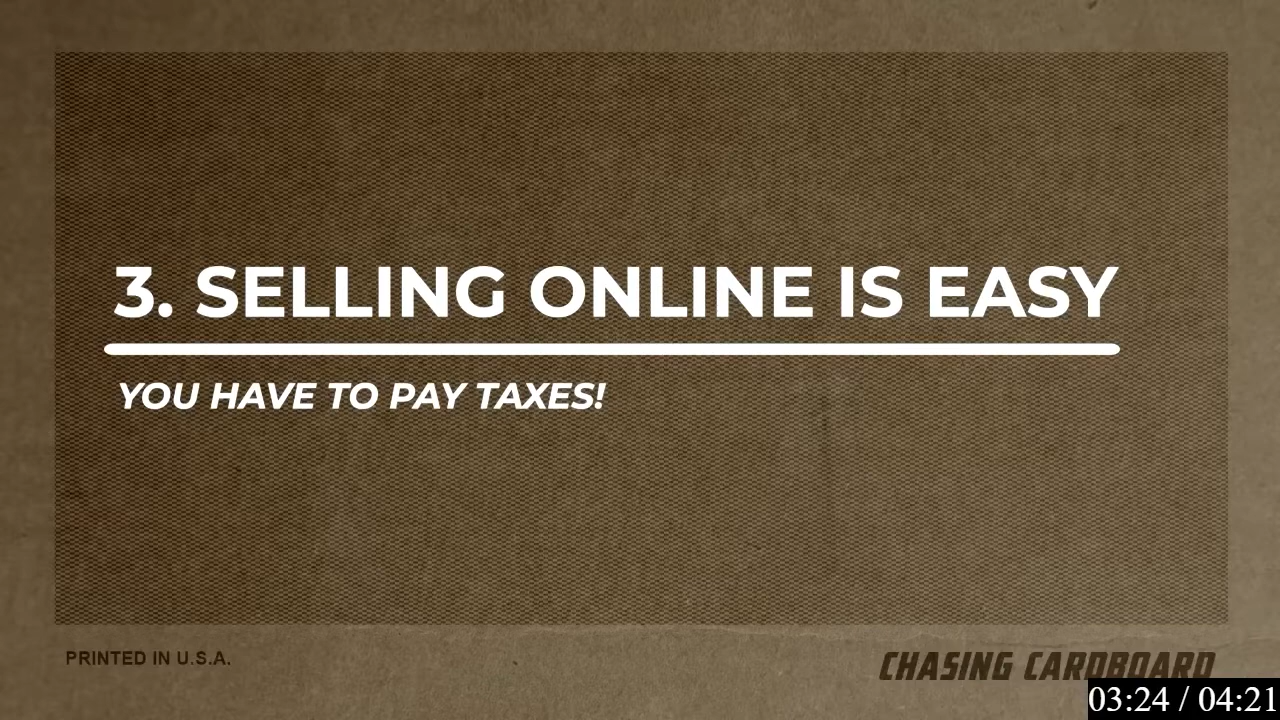 3. SELLING ONLINE IS EASY
YOU HAVE TO PAY TAXES!
PRINTED IN U.S.A.
CHASING CARDBOARD
03:24 / 04:21